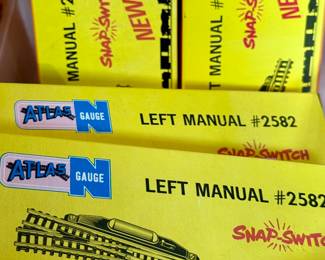 MANUAL #2
SNAP-SWITCH
NEW
MANUAL #
SNAP-SWITCH
NEW
ATLAS N GAUGE
LEFT MANUAL #2582
SNAP-SWITCH
ATLAS N GAUGE
LEFT MANUAL #2582
SNAP-SWITCH